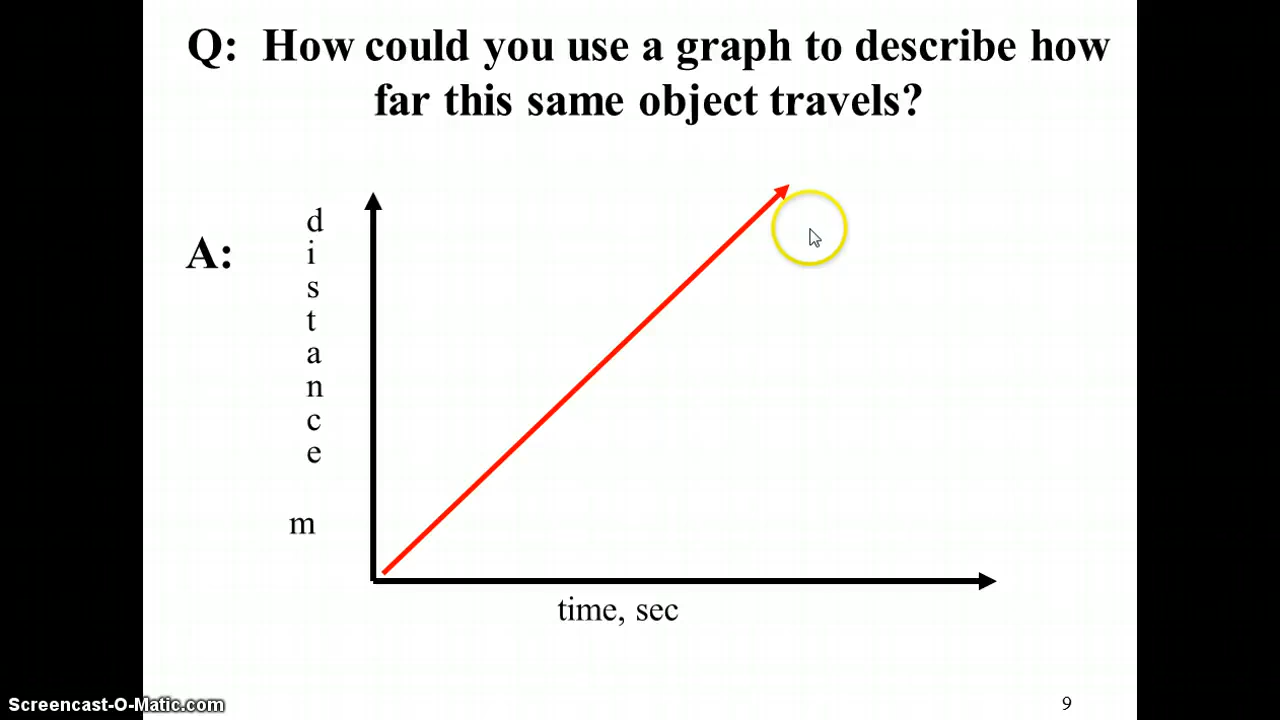 Q: How could you use a graph to describe how
far this same object travels?
A:
d
i
s
t
a
n
c
e
m
time, sec
Screencast-O-Matic.com
9